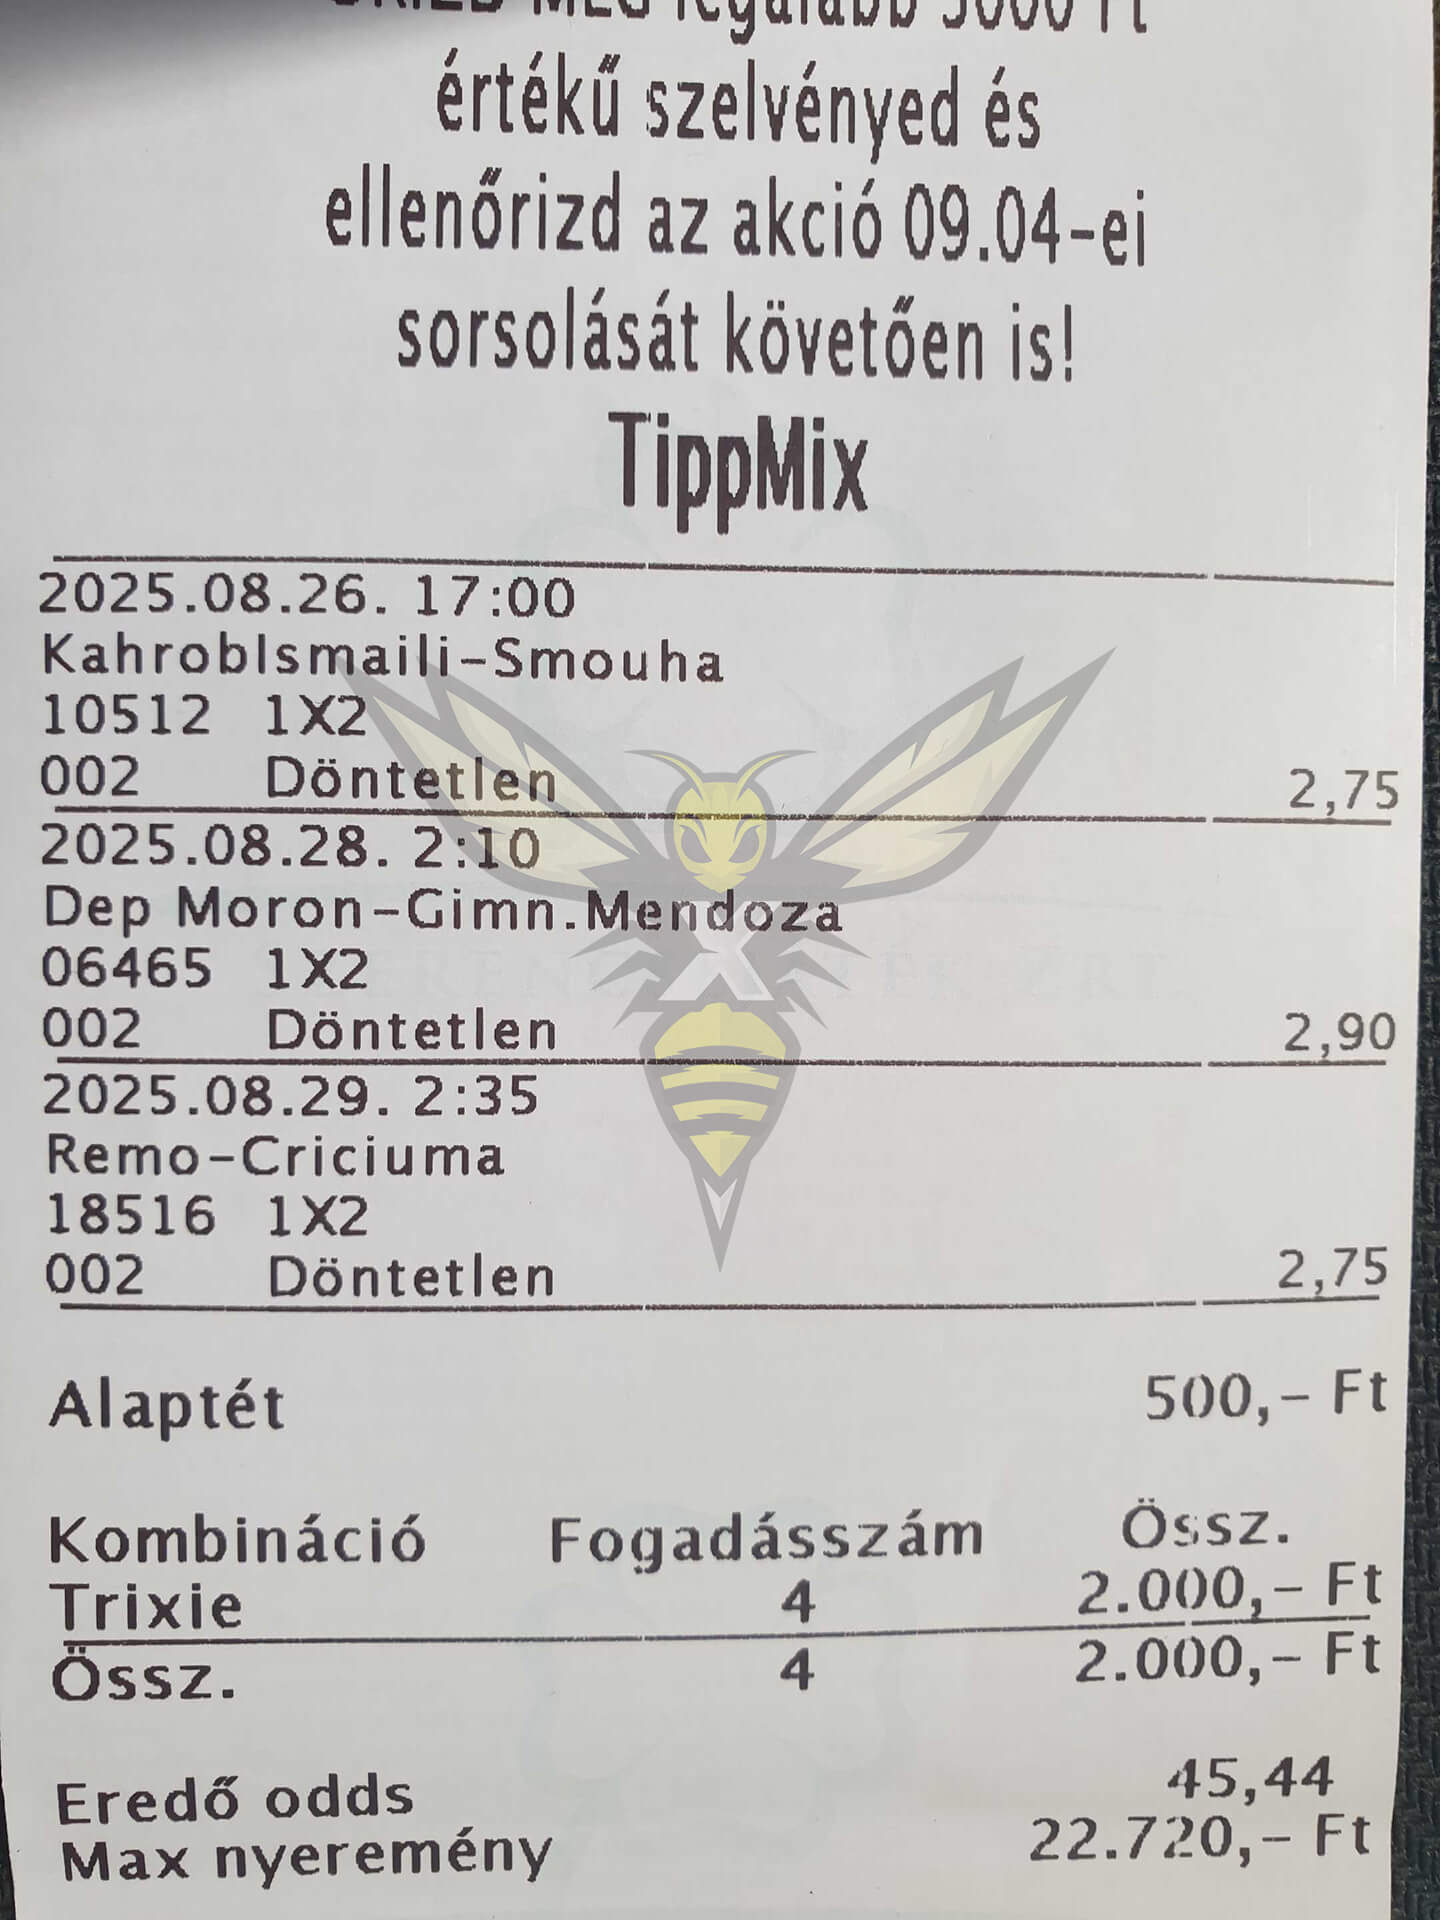 MEG legalább 5000 Ft
értékű szelvényed és
ellenőrizd az akció 09.04-ei
sorsolását követően is!
TippMix
2025.08.26. 17:00
KahrobIsmaili-Smouha
10512 1X2
002 Döntetlen 2,75
2025.08.28. 2:10
Dep Moron-Gimn.Mendoza
06465 1X2
002 Döntetlen 2,90
2025.08.29. 2:35
Remo-Criciuma
18516 1X2
002 Döntetlen 2,75
Alaptét 500,- Ft
Kombináció Fogadásszám Össz.
Trixie 4 2.000,- Ft
Össz. 4 2.000,- Ft
Eredő odds 45,44
Max nyeremény 22.720,- Ft